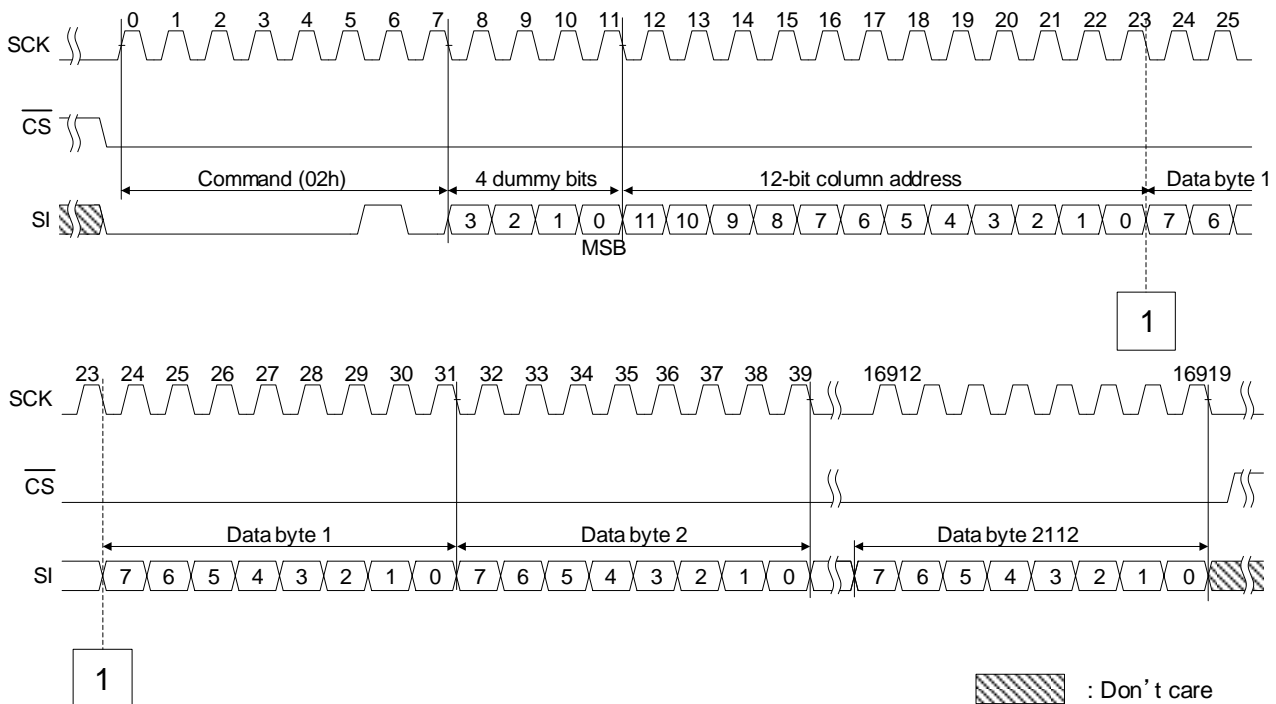 0 1 2 3 4 5 6 7 8 9 10 11 12 13 14 15 16 17 18 19 20 21 22 23 24 25
SCK
CS
Command (02h) 4 dummy bits 12-bit column address Data byte 1
SI 3 2 1 0 11 10 9 8 7 6 5 4 3 2 1 0 7 6
MSB
1
23 24 25 26 27 28 29 30 31 32 33 34 35 36 37 38 39 16912 16919
SCK
CS
Data byte 1 Data byte 2 Data byte 2112
SI 7 6 5 4 3 2 1 0 7 6 5 4 3 2 1 0 7 6 5 4 3 2 1 0
1
: Don't care